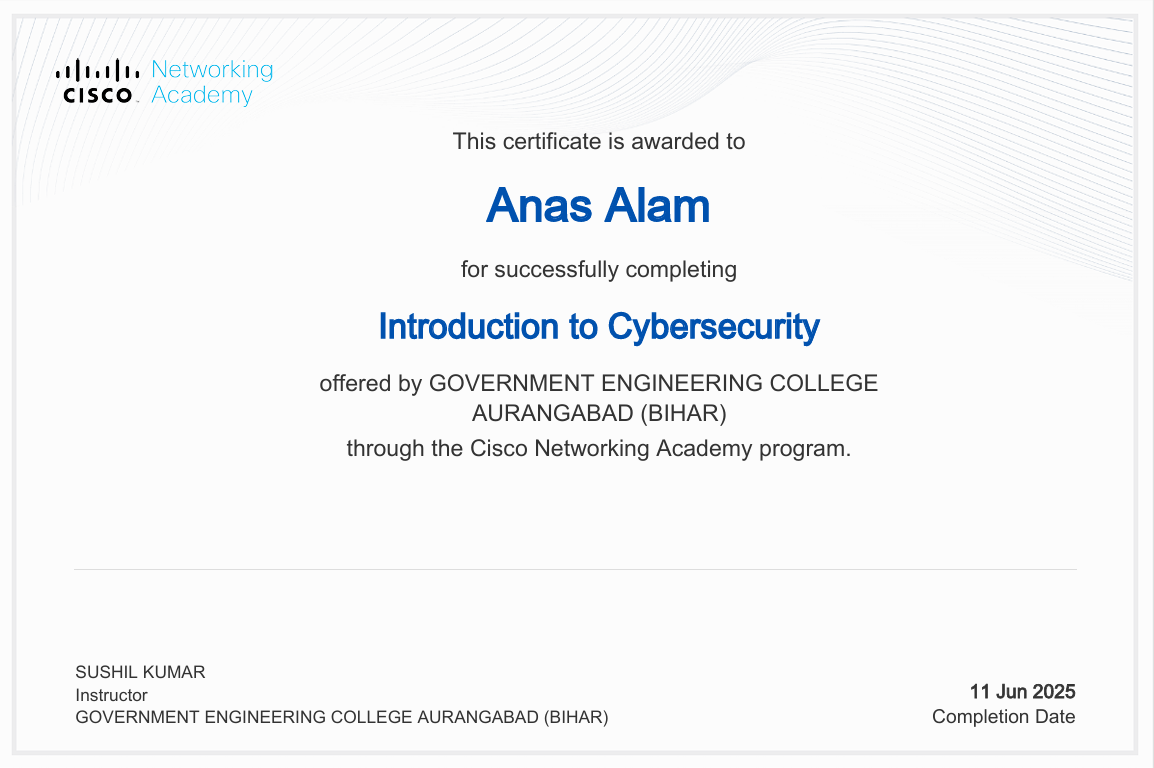 Networking
CISCO Academy
This certificate is awarded to
Anas Alam
for successfully completing
Introduction to Cybersecurity
offered by GOVERNMENT ENGINEERING COLLEGE
AURANGABAD (BIHAR)
through the Cisco Networking Academy program.
SUSHIL KUMAR
Instructor
GOVERNMENT ENGINEERING COLLEGE AURANGABAD (BIHAR)
11 Jun 2025
Completion Date